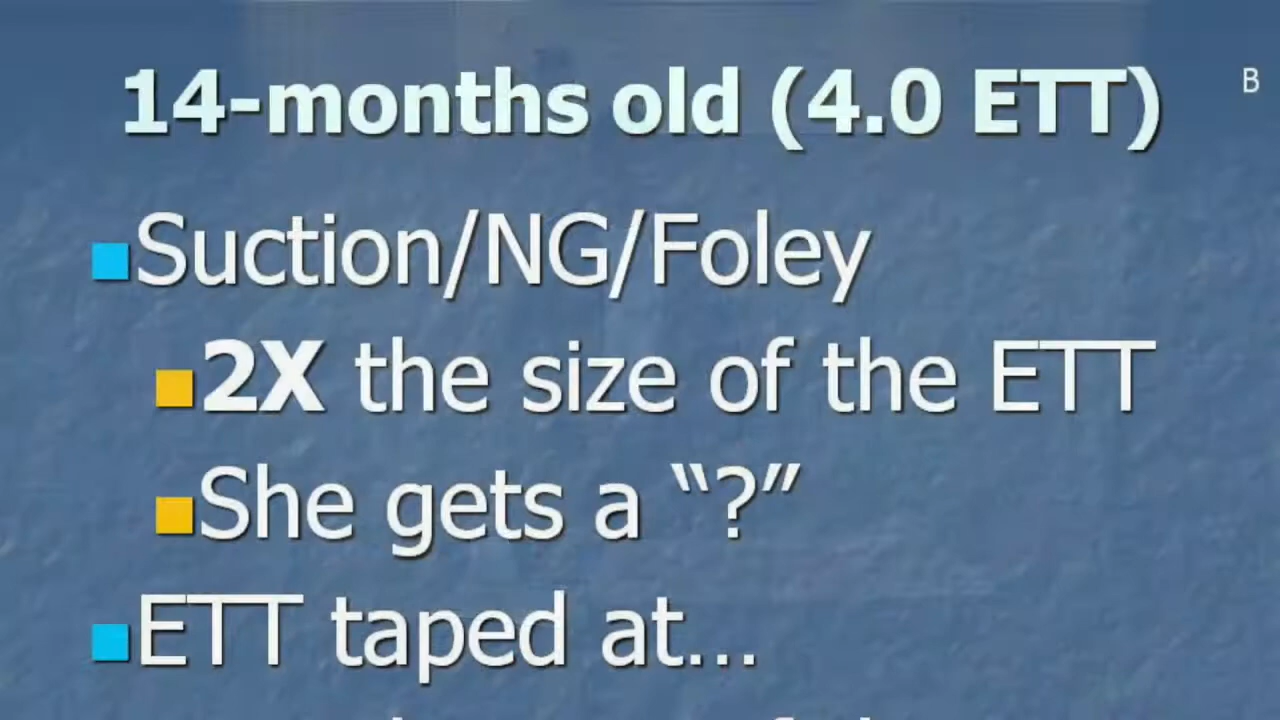 14-months old (4.0 ETT)
B
Suction/NG/Foley
2X the size of the ETT
She gets a “?”
ETT taped at...